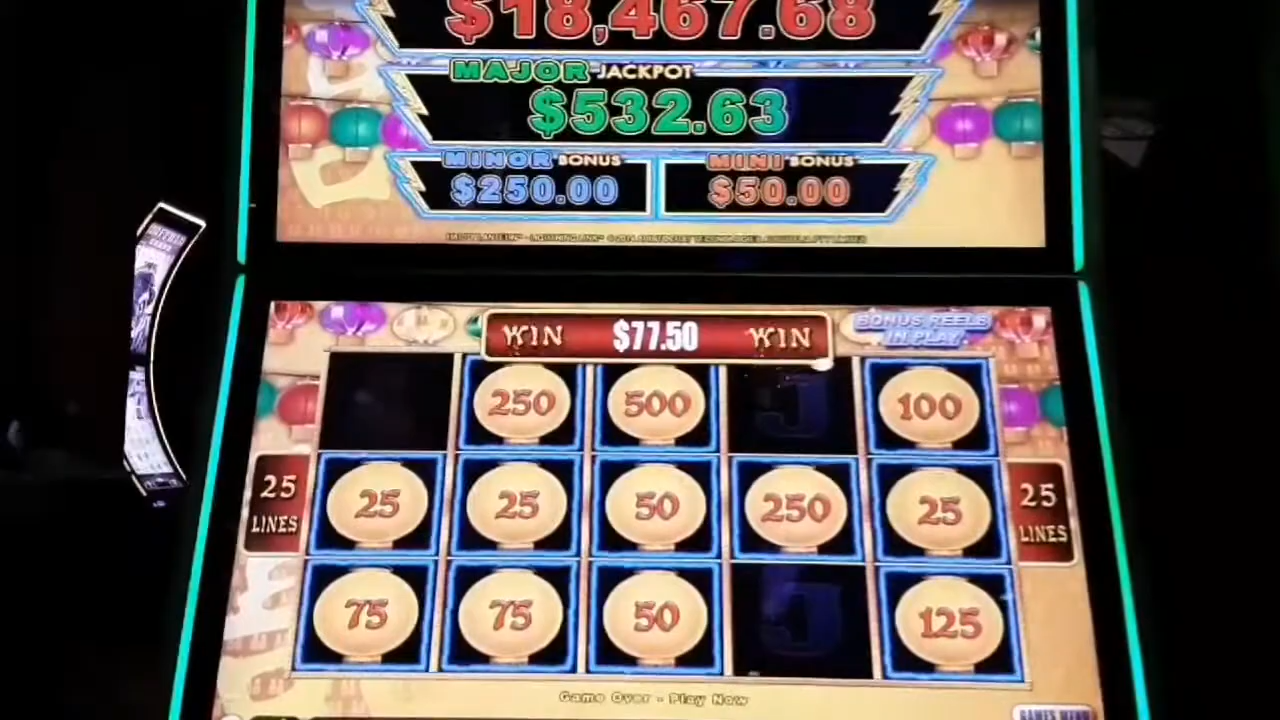 $18,467.68
MAJOR JACKPOT
$532.63
MINOR BONUS MINI BONUS
$250.00 $50.00
WIN $77.50 WIN
BONUS REELS
IN PLAY
250 500 J 100
25 LINES
25 25 50 250 25
25 LINES
75 75 50 J 125
Game Over - Play Now
GAMES MENU